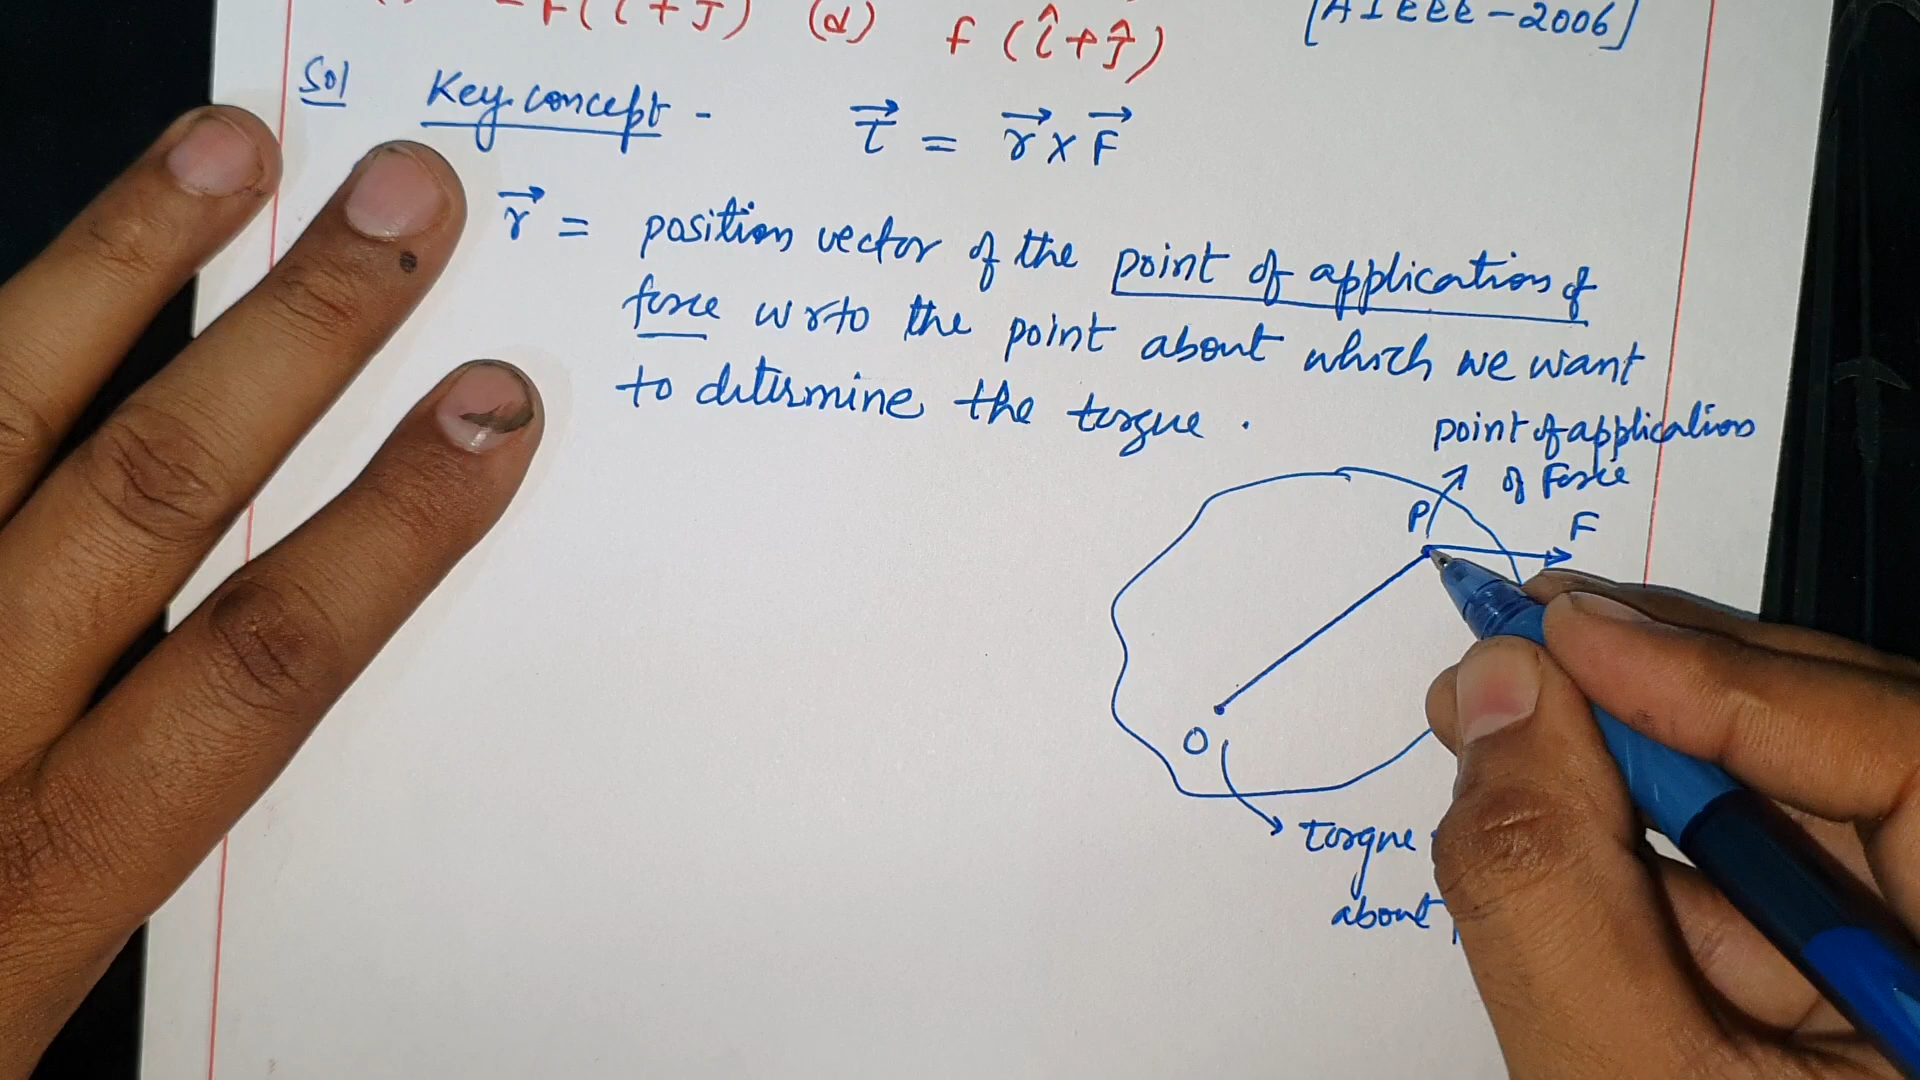 - F(î+ĵ) (d) f(î+ĵ) [AIEEE-2006]
Sol Key concept - τ⃗ = r⃗ x F⃗
r⃗ = position vector of the point of application of
force wrto the point about which we want
to determine the torque.
point of application
of Force
P
F
O
torque
about